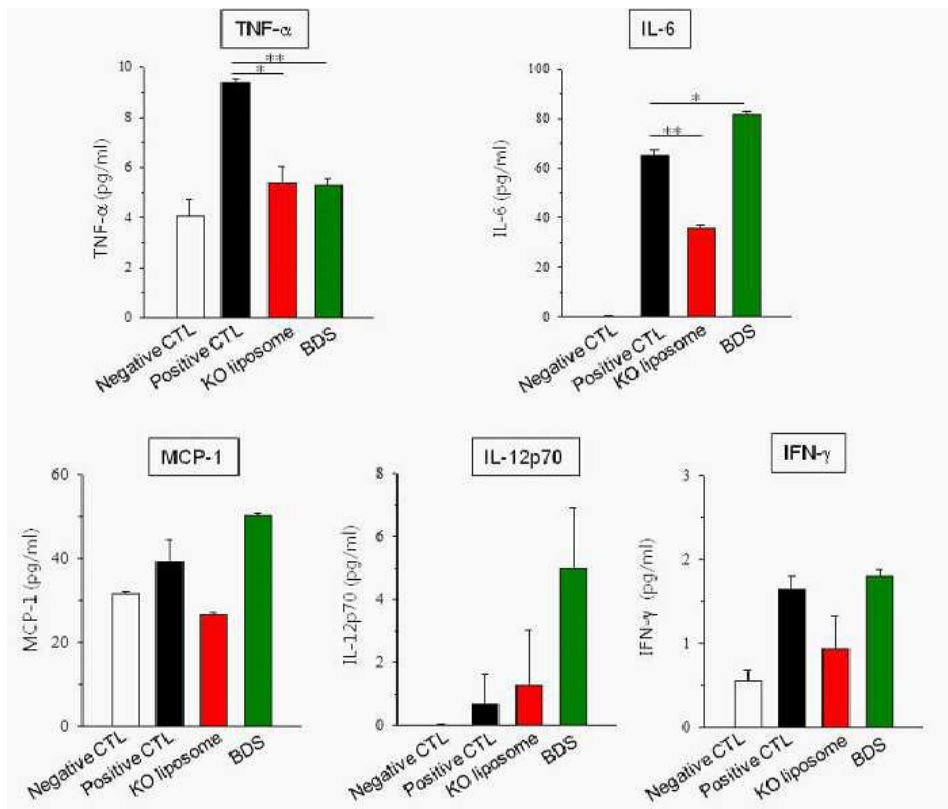 TNF-α
TNF-α (pg/ml)
10
8
6
4
2
0
**
*
Negative CTL
Positive CTL
KO liposome
BDS
IL-6
IL-6 (pg/ml)
100
80
60
40
20
0
*
**
Negative CTL
Positive CTL
KO liposome
BDS
MCP-1
MCP-1 (pg/ml)
60
40
20
0
Negative CTL
Positive CTL
KO liposome
BDS
IL-12p70
IL-12p70 (pg/ml)
8
6
4
2
0
Negative CTL
Positive CTL
KO liposome
BDS
IFN-γ
IFN-γ (pg/ml)
3
2
1
0
Negative CTL
Positive CTL
KO liposome
BDS